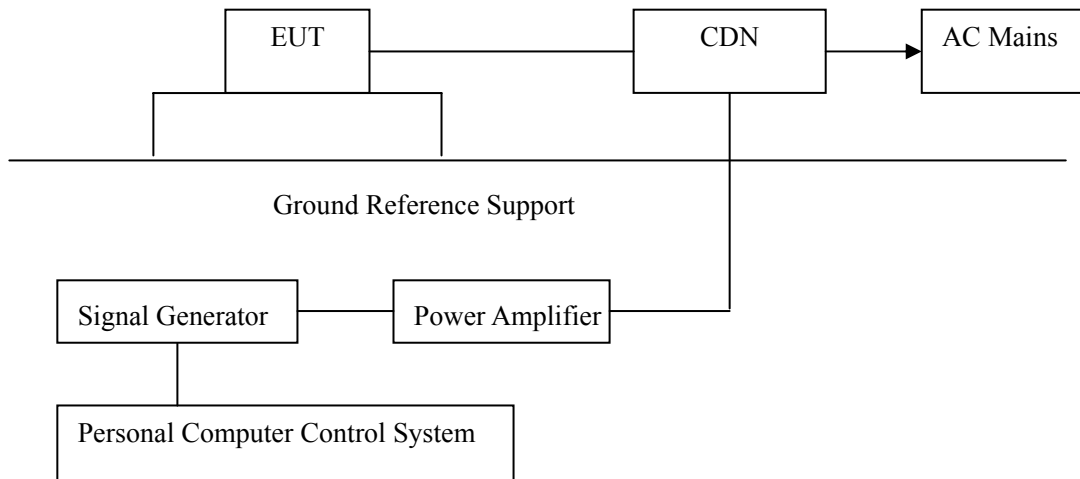 EUT
CDN
AC Mains
Ground Reference Support
Signal Generator
Power Amplifier
Personal Computer Control System